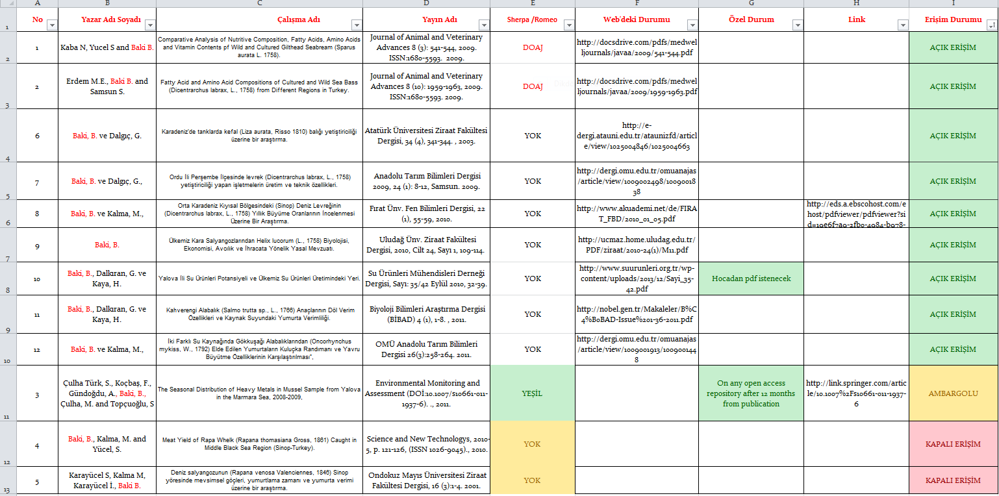 A B C D E F G H I
1 No Yazar Adı Soyadı Çalışma Adı Yayın Adı Sherpa /Romeo Web'deki Durumu Özel Durum Link Erişim Durumu
2
1
Kaba N, Yucel S and Baki B.
Comparative Analysis of Nutritive Composition, Fatty Acids, Amino Acids
and Vitamin Contents pf Wild and Cultured Gilthead Seabream (Sparus
aurata L. 1758).
Journal of Animal and Veterinary
Advances 8 (3): 541-544, 2009.
ISSN:1680-5593. 2009.
DOAJ
http://docsdrive.com/pdfs/medwel
ljournals/javaa/2009/541-544.pdf
AÇIK ERİŞİM
3
2
Erdem M.E., Baki B. and
Samsun S.
Fatty Acid and Amino Acid Compositions of Cultured and Wild Sea Bass
(Dicentrarchus labrax, L., 1758) from Different Regions in Turkey.
Journal of Animal and Veterinary
Advances 8 (10): 1959-1963, 2009.
ISSN:1680-5593. 2009.
DOAJ
http://docsdrive.com/pdfs/medwel
ljournals/javaa/2009/1959-1963.pdf
AÇIK ERİŞİM
4
6
Baki, B. ve Dalgıç, G.
Karadeniz'de tanklarda kefal (Liza aurata, Risso 1810) balığı yetiştiriciliği
üzerine bir araştırma.
Atatürk Üniversitesi Ziraat Fakültesi
Dergisi, 34 (4), 341-344. , 2003.
YOK
http://e-
dergi.atauni.edu.tr/ataunizfd/articl
e/view/1025004846/1025004663
AÇIK ERİŞİM
5
7
Baki, B. ve Dalgıç, G.,
Ordu İli Perşembe İlçesinde levrek (Dicentrarchus labrax, L., 1758)
yetiştiriciliği yapan işletmelerin üretim ve teknik özellikleri.
Anadolu Tarım Bilimleri Dergisi
2009, 24 (1): 8-12, Samsun. 2009.
YOK
http://dergi.omu.edu.tr/omuanajas
/article/view/1009002498/10090018
38
AÇIK ERİŞİM
6
8
Baki, B. ve Kalma, M.,
Orta Karadeniz Kıyısal Bölgesindeki (Sinop) Deniz Levreğinin
(Dicentrarchus labrax, L., 1758) Yıllık Büyüme Oranlarının İncelenmesi
Üzerine Bir Araştırma.
Fırat Ünv. Fen Bilimleri Dergisi, 22
(1), 55-59, 2010.
YOK
http://www.akuademi.net/de/FIRA
T_FBD/2010_01_05.pdf
http://eds.a.ebscohost.com/e
host/pdfviewer/pdfviewer?si
d=19e6f7a9-2fb0-4984-b978-
AÇIK ERİŞİM
7
9
Baki, B.
Ülkemiz Kara Salyangozlarından Helix lucorum (L., 1758) Biyolojisi,
Ekonomisi, Avcılık ve İhracata Yönelik Yasal Mevzuatı.
Uludağ Ünv. Ziraat Fakültesi
Dergisi, 2010, Cilt 24, Sayı 1, 109-114.
YOK
http://ucmaz.home.uludag.edu.tr/
PDF/ziraat/2010-24(1)/M11.pdf
AÇIK ERİŞİM
8
10
Baki, B., Dalkıran, G. ve
Kaya, H.
Yalova İli Su Ürünleri Potansiyeli ve Ülkemiz Su Ürünleri Üretimindeki Yeri.
Su Ürünleri Mühendisleri Derneği
Dergisi, Sayı: 35/42 Eylül 2010, 32-39.
YOK
http://www.suurunleri.org.tr/wp-
content/uploads/2013/12/Sayi_35-
42.pdf
Hocadan pdf istenecek
AÇIK ERİŞİM
9
11
Baki, B., Dalkıran, G. ve
Kaya, H.
Kahverengi Alabalık (Salmo trutta sp., L., 1766) Anaçlarının Döl Verim
Özellikleri ve Kaynak Suyundaki Yumurta Verimliliği.
Biyoloji Bilimleri Araştırma Dergisi
(BİBAD) 4 (1), 1-8. , 2011.
YOK
http://nobel.gen.tr/Makaleler/B%C
4%B0BAD-Issue%201-36-2011.pdf
AÇIK ERİŞİM
10
12
Baki, B. ve Kalma, M.,
İki Farklı Su Kaynağında Gökkuşağı Alabalıklarından (Oncorhynchus
mykiss, W., 1792) Elde Edilen Yumurtaların Kuluçka Randımanı ve Yavru
Büyütme Özelliklerinin Karşılaştırılması",
OMÜ Anadolu Tarım Bilimleri
Dergisi 26(3):258-264. 2011.
YOK
http://dergi.omu.edu.tr/omuanajas
/article/view/1009001913/100900144
8
AÇIK ERİŞİM
11
3
Çulha Türk, S., Koçbaş, F.,
Gündoğdu, A., Baki, B.,
Çulha, M. and Topçuoğlu, S
The Seasonal Distribution of Heavy Metals in Mussel Sample from Yalova
in the Marmara Sea, 2008-2009,
Environmental Monitoring and
Assessment (DOİ:10.1007/s10661-011-
1937-6). ., 2011.
YEŞİL
On any open access
repository after 12 months
from publication
http://link.springer.com/artic
le/10.1007%2Fs10661-011-1937-
6
AMBARGOLU
12
4
Baki, B., Kalma, M. and
Yücel, S.
Meat Yield of Rapa Whelk (Rapana thomasiana Gross, 1861) Caught in
Middle Black Sea Region (Sinop-Turkey).
Science and New Technologys, 2010-
5, p. 121-126, (ISSN 1026-9045)., 2010.
YOK
KAPALI ERİŞİM
13
5
Karayücel S, Kalma M,
Karayücel İ., Baki B.
Deniz salyangozunun (Rapana venosa Valenciennes, 1846) Sinop
yöresinde mevsimsel göçleri, yumurtlama zamanı ve yumurta verimi
üzerine bir araştırma.
Ondokuz Mayıs Üniversitesi Ziraat
Fakültesi Dergisi, 16 (3):1-4. 2001.
YOK
KAPALI ERİŞİM